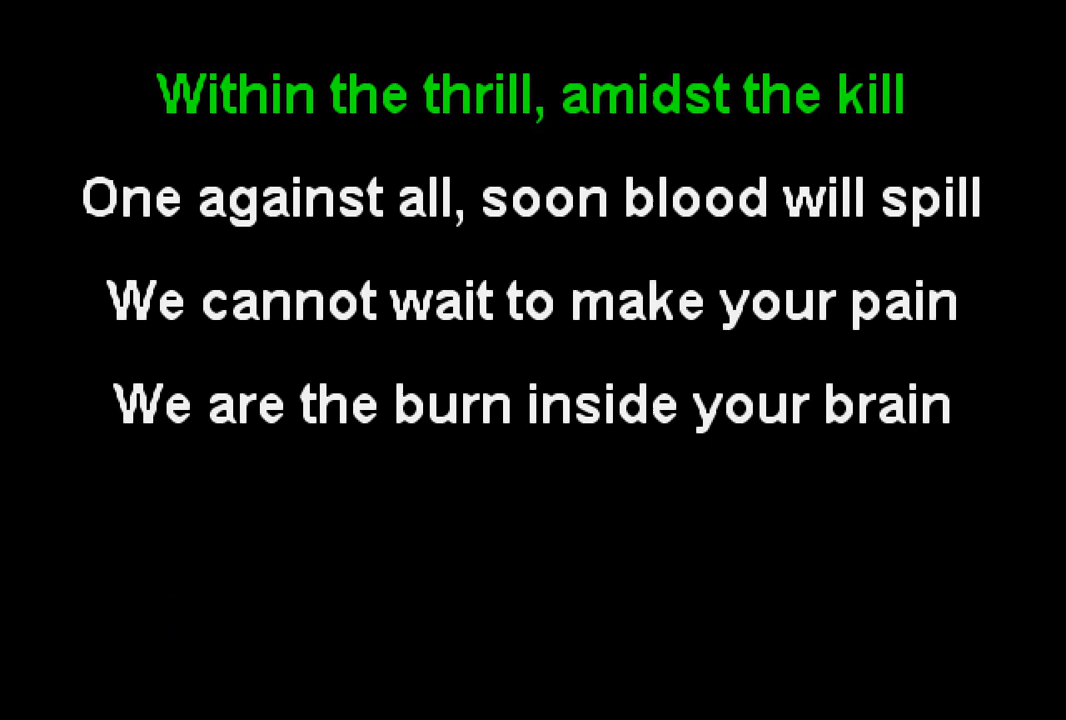 Within the thrill, amidst the kill
One against all, soon blood will spill
We cannot wait to make your pain
We are the burn inside your brain